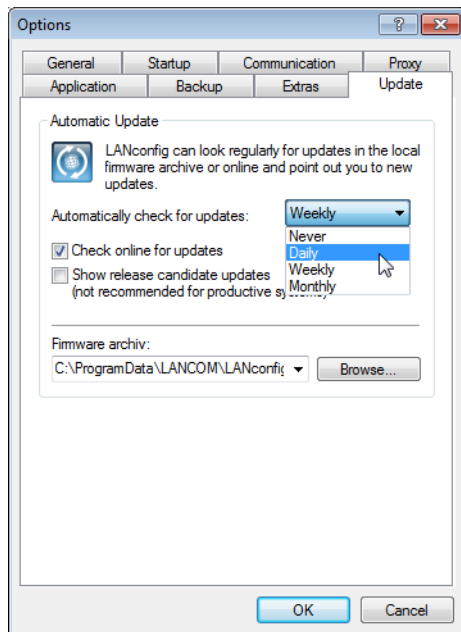 Options
General Startup Communication Proxy
Application Backup Extras Update
Automatic Update
LANconfig can look regularly for updates in the local
firmware archive or online and point out you to new
updates.
Automatically check for updates: Weekly
Never
Check online for updates Daily
Show release candidate updates Weekly
(not recommended for productive Monthly
Firmware archiv:
C:\ProgramData\LANCOM\LANconfig Browse...
OK Cancel